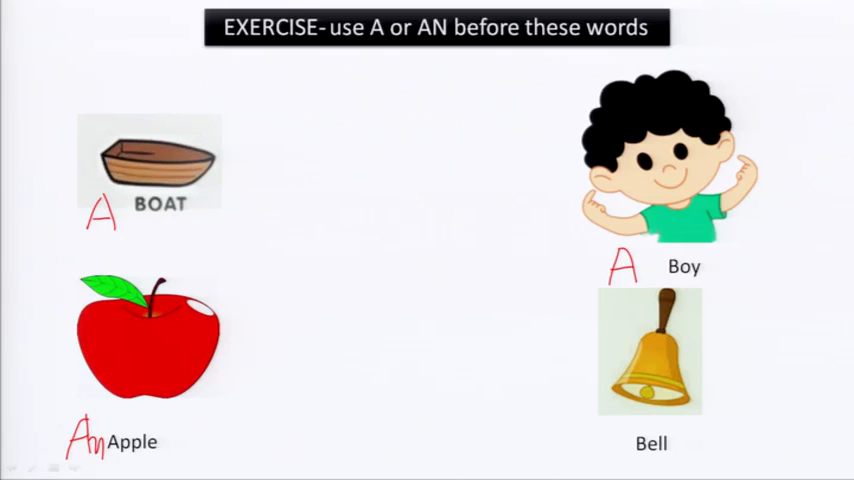 EXERCISE- use A or AN before these words
A BOAT
A Boy
An Apple
Bell